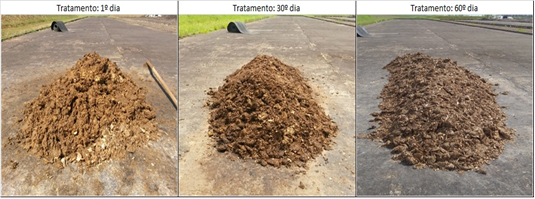 Tratamento: 1º dia
Tratamento: 30º dia
Tratamento: 60º dia